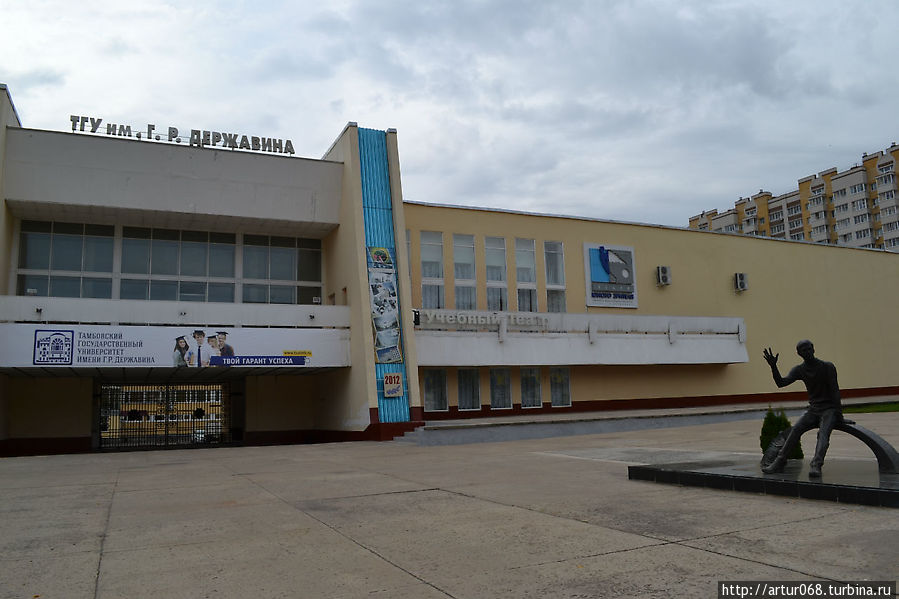 ТГУ им. Г. Р. ДЕРЖАВИНА
ТАМБОВСКИЙ
ГОСУДАРСТВЕННЫЙ
УНИВЕРСИТЕТ
ИМЕНИ Г.Р. ДЕРЖАВИНА
ТВОЙ ГАРАНТ УСПЕХА
2012
Учебный театр
http://artur068.turbina.ru